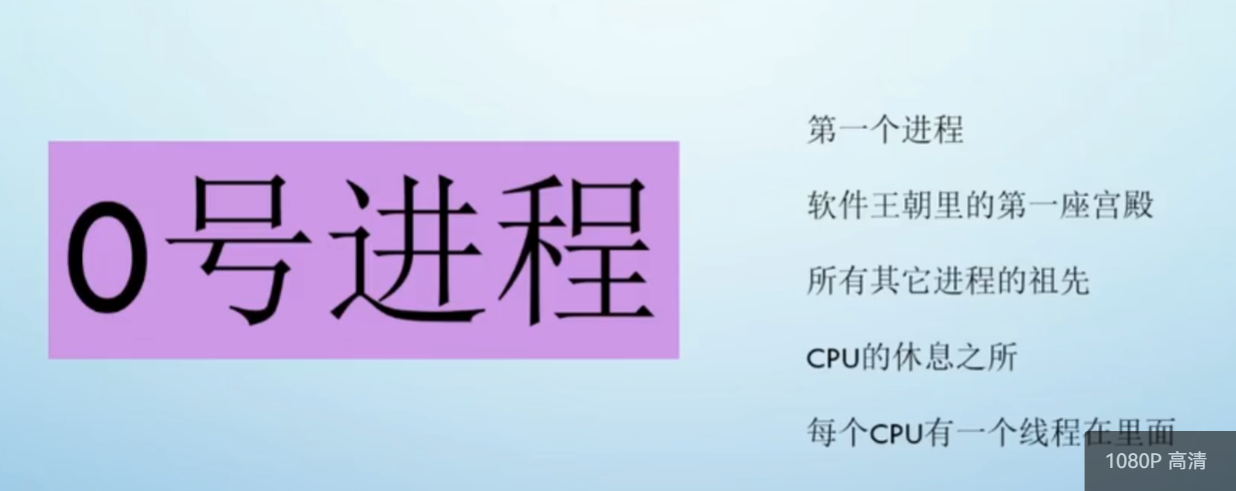 0号进程
第一个进程
软件王朝里的第一座宫殿
所有其它进程的祖先
CPU的休息之所
每个CPU有一个线程在里面
1080P 高清